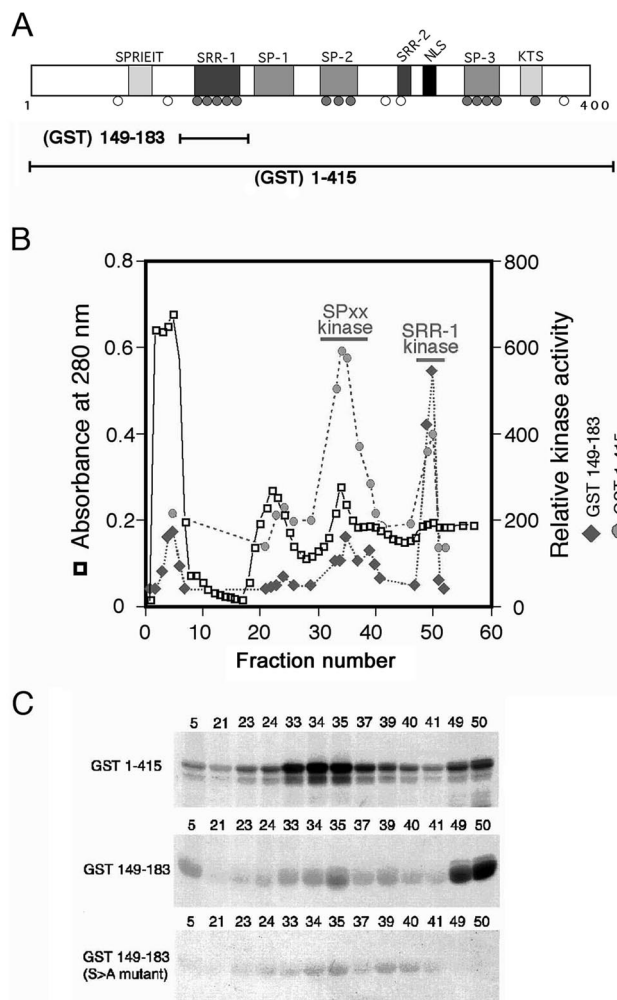 A
SPRIEIT SRR-1 SP-1 SP-2 SRR-2 NLS SP-3 KTS
1 400
(GST) 149-183
(GST) 1-415
B
0.8 800
SPxx
kinase
SRR-1
kinase
0.6 600
0.4 400
0.2 200
0 0
0 10 20 30 40 50 60
Absorbance at 280 nm
Relative kinase activity
GST 149-183
GST 1-415
Fraction number
C
5 21 23 24 33 34 35 37 39 40 41 49 50
GST 1-415
5 21 23 24 33 34 35 37 39 40 41 49 50
GST 149-183
5 21 23 24 33 34 35 37 39 40 41 49 50
GST 149-183
(S>A mutant)